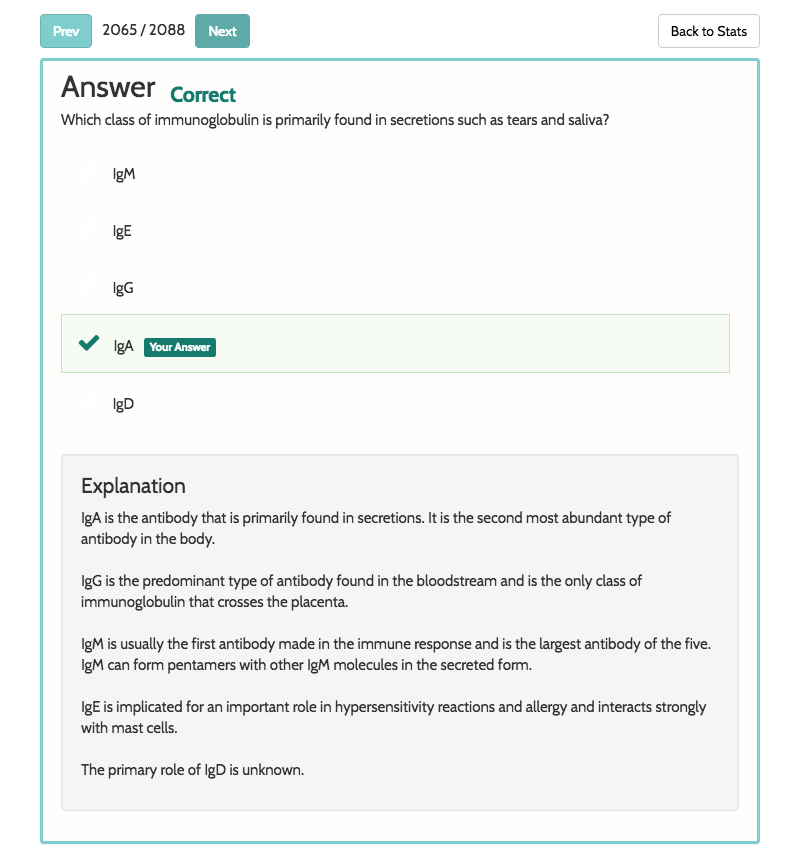 Prev 2065 / 2088 Next Back to Stats
Answer Correct
Which class of immunoglobulin is primarily found in secretions such as tears and saliva?
IgM
IgE
IgG
IgA Your Answer
IgD
Explanation
IgA is the antibody that is primarily found in secretions. It is the second most abundant type of
antibody in the body.
IgG is the predominant type of antibody found in the bloodstream and is the only class of
immunoglobulin that crosses the placenta.
IgM is usually the first antibody made in the immune response and is the largest antibody of the five.
IgM can form pentamers with other IgM molecules in the secreted form.
IgE is implicated for an important role in hypersensitivity reactions and allergy and interacts strongly
with mast cells.
The primary role of IgD is unknown.